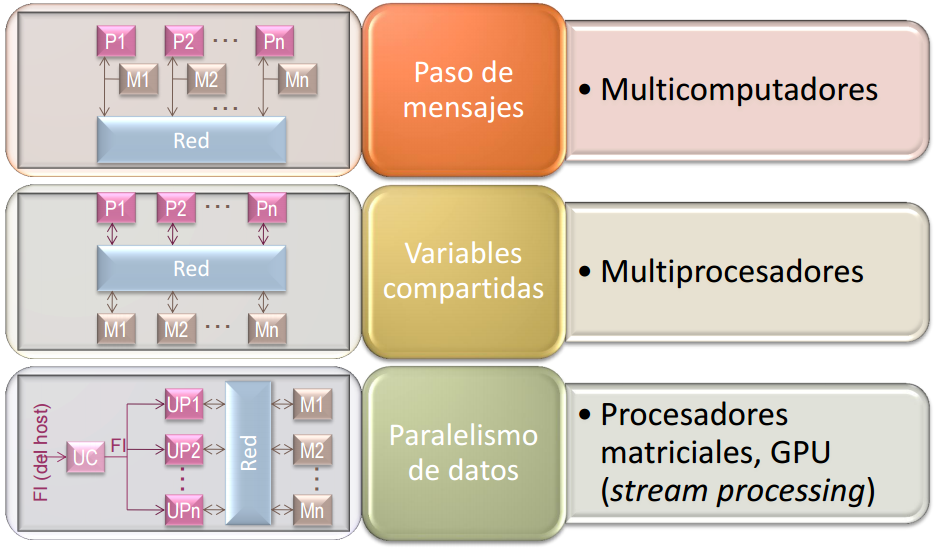 P1 P2 ... Pn
M1 M2 Mn
...
Red
Paso de
mensajes
• Multicomputadores
P1 P2 ... Pn
Red
M1 M2 ... Mn
Variables
compartidas
• Multiprocesadores
FI (del host)
UC
FI
UP1
UP2
...
UPn
Red
M1
M2
...
Mn
Paralelismo
de datos
• Procesadores
matriciales, GPU
(stream processing)